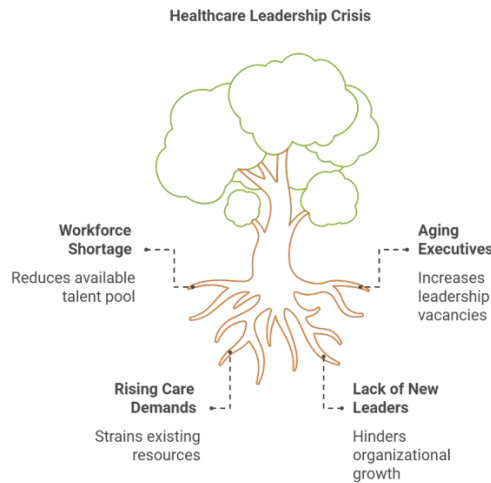 Healthcare Leadership Crisis
Workforce
Shortage
Reduces available
talent pool
Aging
Executives
Increases
leadership
vacancies
Rising Care
Demands
Strains existing
resources
Lack of New
Leaders
Hinders
organizational
growth